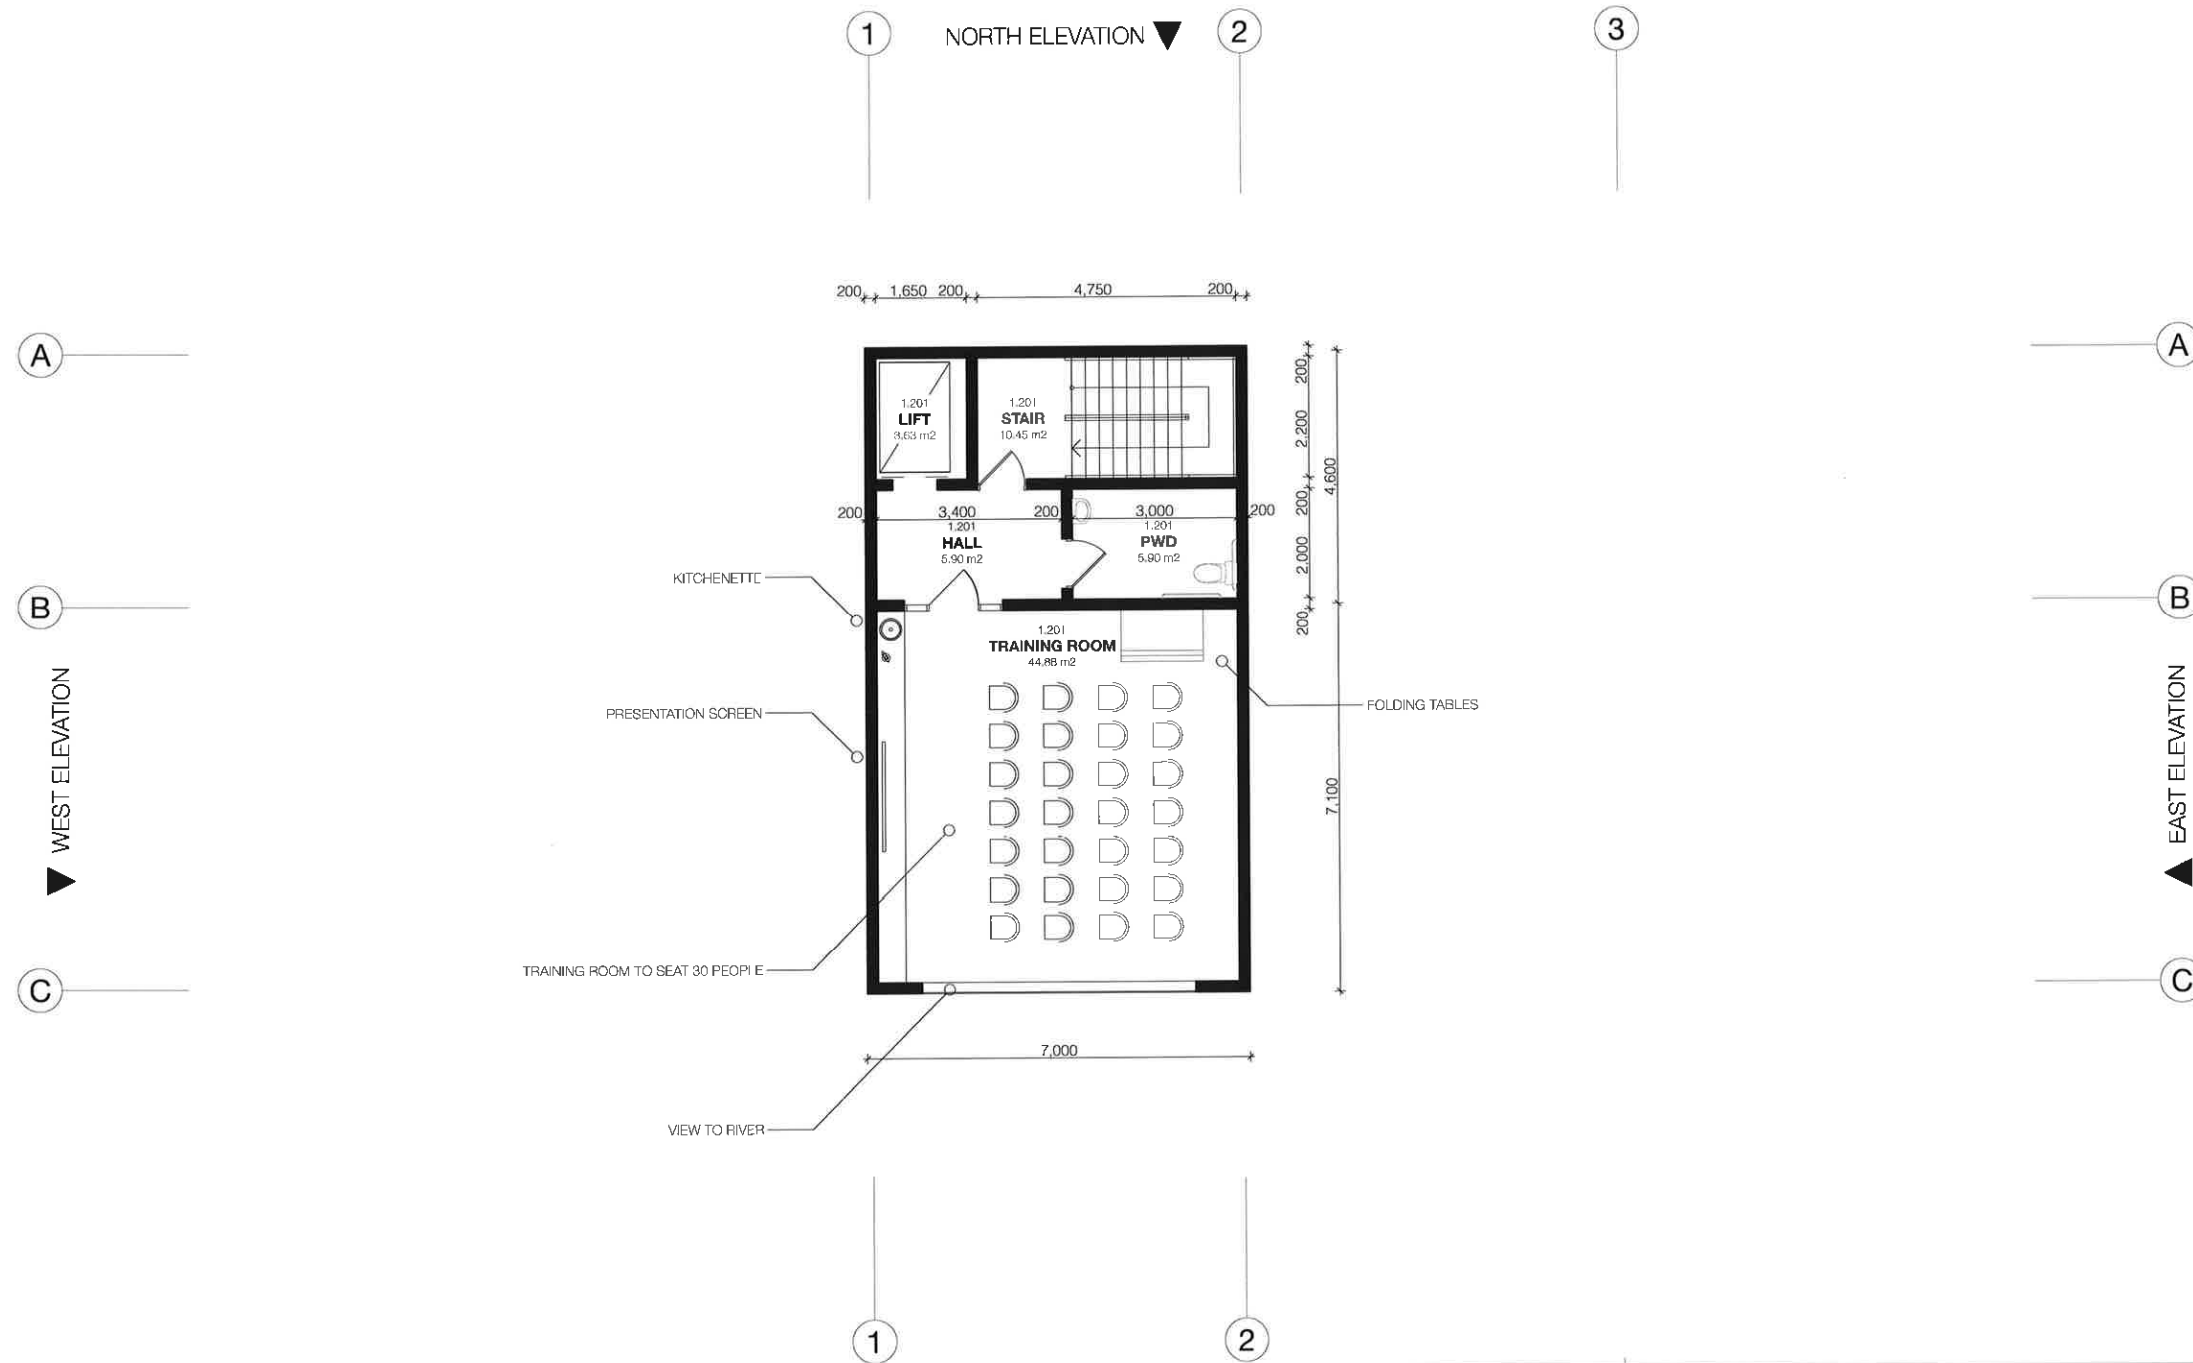 1
NORTH ELEVATION
2
3
200
1,650
200
4,750
200
A
A
1.201
LIFT
3.63 m2
1.201
STAIR
10.45 m2
200
2,200
4,600
200
3,400
200
3,000
200
200
1.201
HALL
5.90 m2
1.201
PWD
5.90 m2
2,000
KITCHENETTE
B
B
200
1.201
TRAINING ROOM
44.88 m2
WEST ELEVATION
PRESENTATION SCREEN
FOLDING TABLES
EAST ELEVATION
7,100
TRAINING ROOM TO SEAT 30 PEOPLE
C
C
7,000
VIEW TO RIVER
1
2